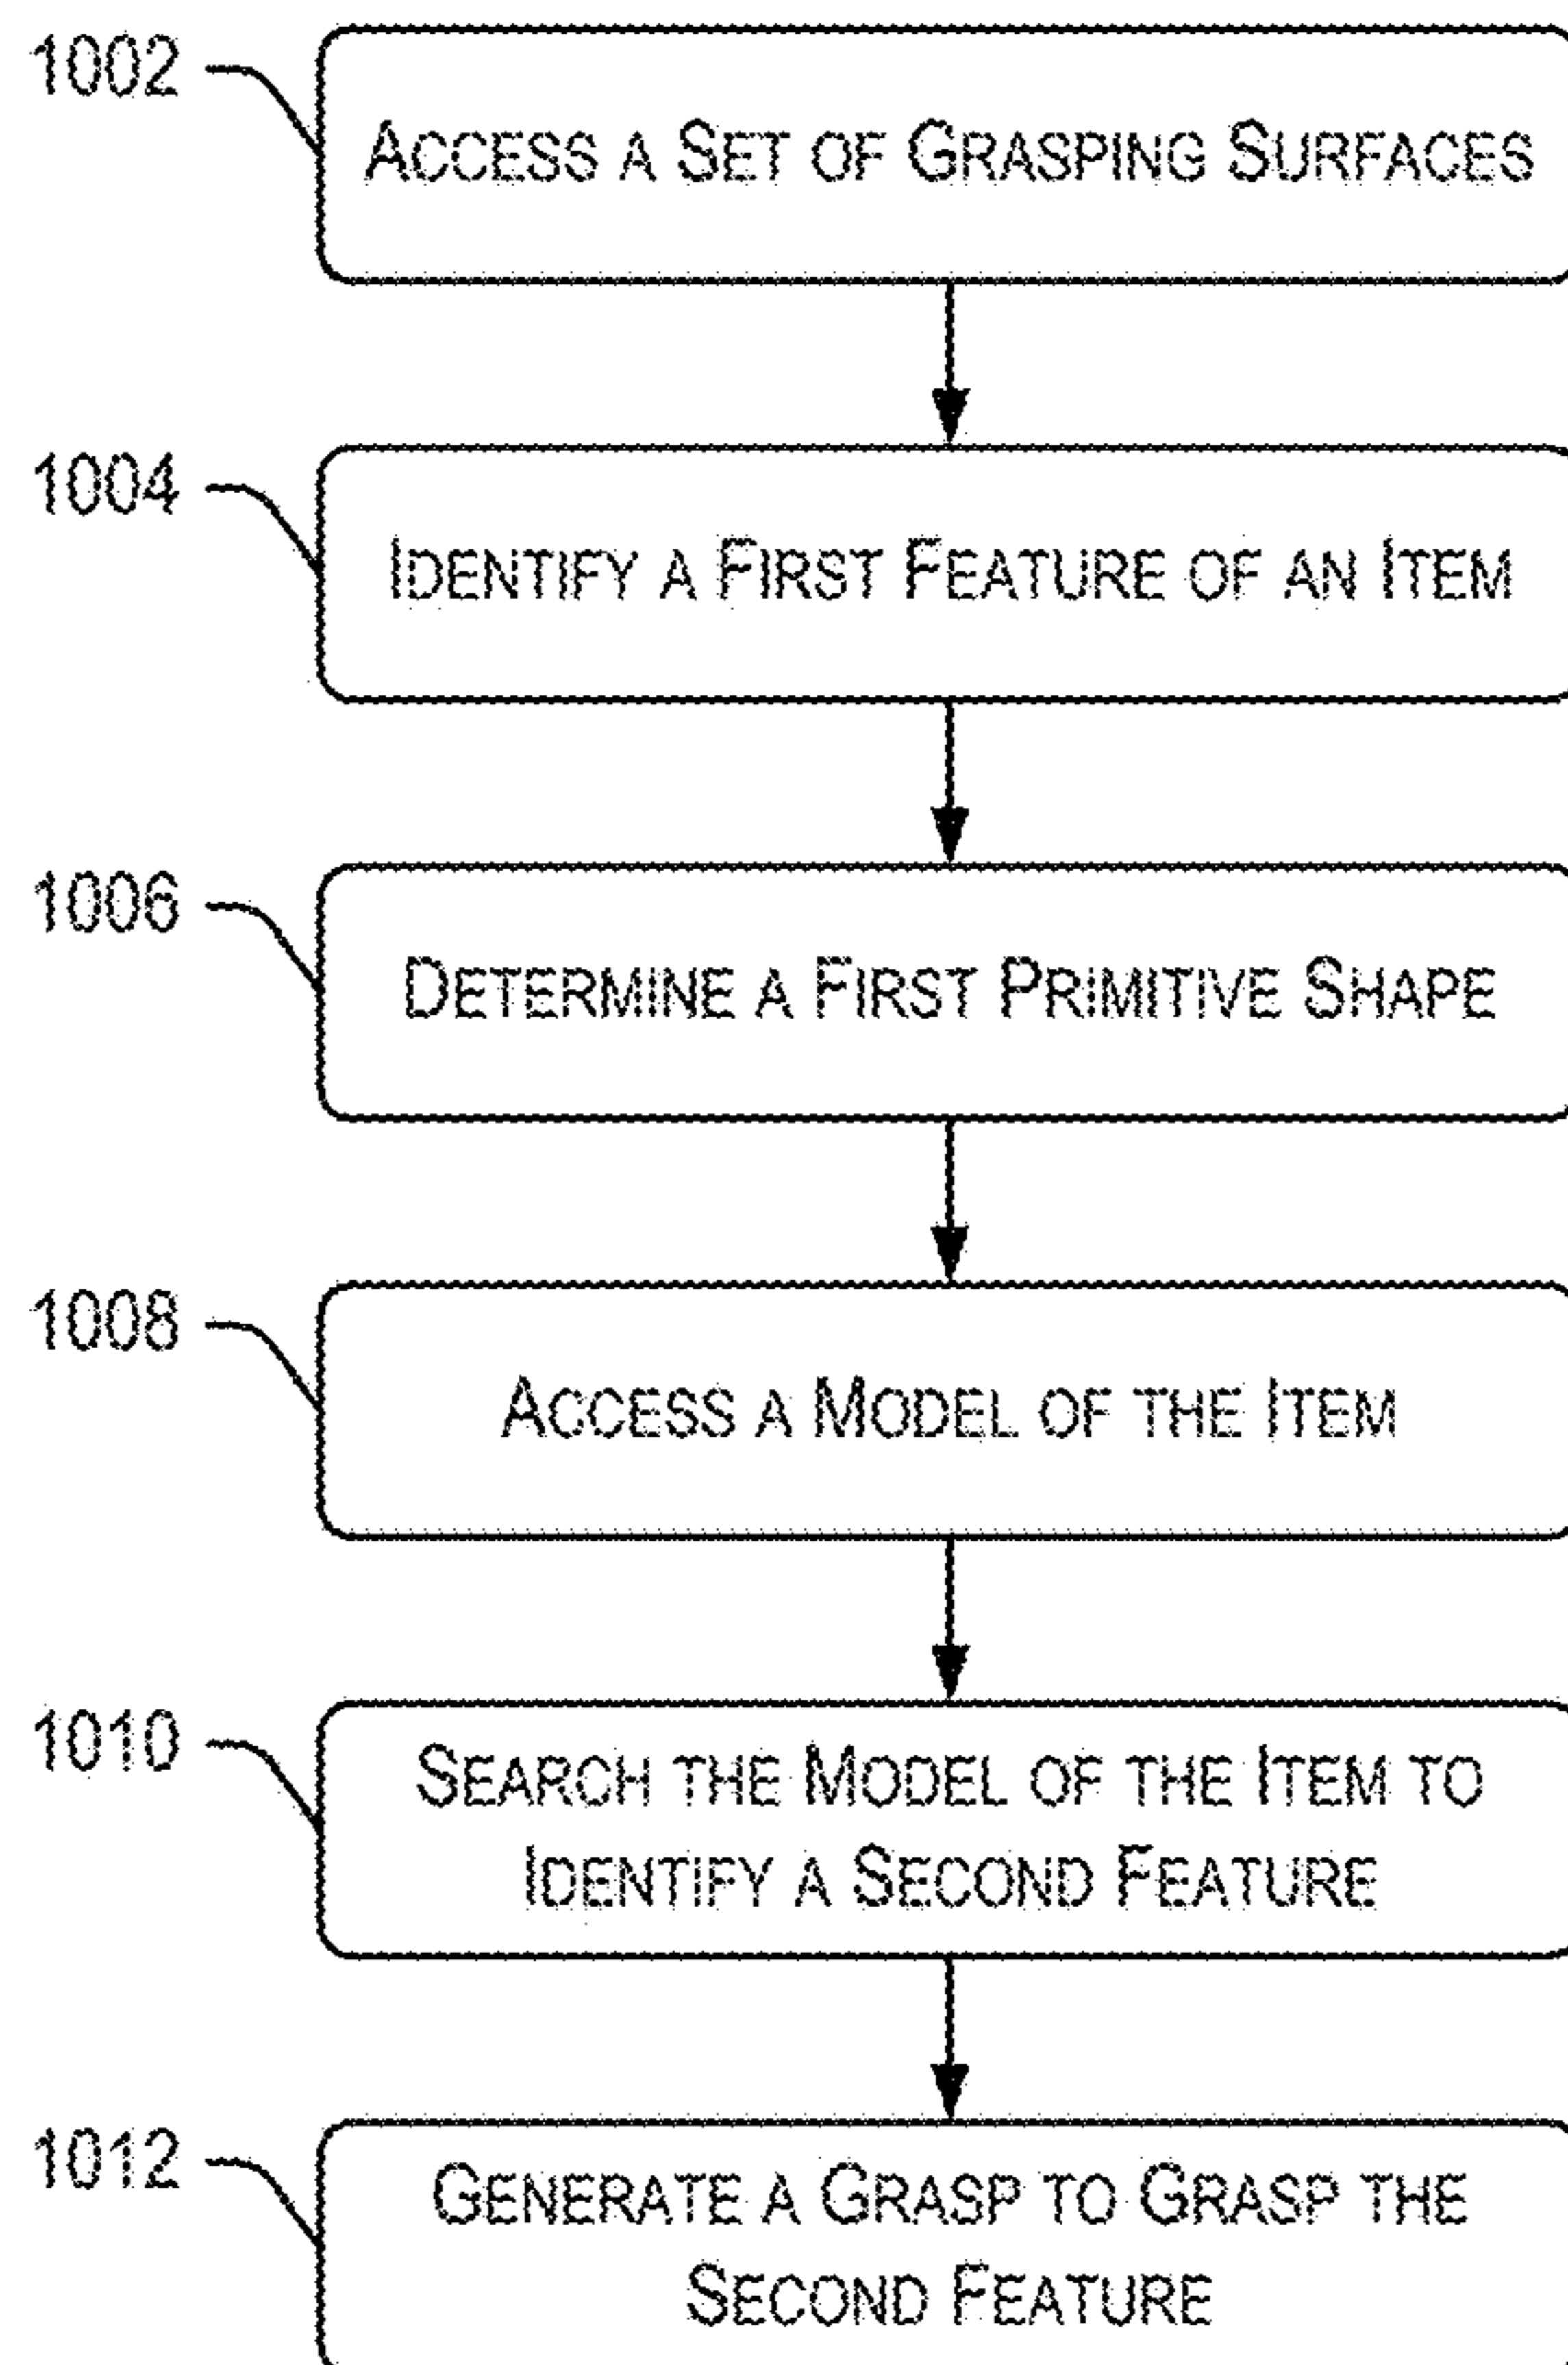 1002
ACCESS A SET OF GRASPING SURFACES
1004
IDENTIFY A FIRST FEATURE OF AN ITEM
1006
DETERMINE A FIRST PRIMITIVE SHAPE
1008
ACCESS A MODEL OF THE ITEM
1010
SEARCH THE MODEL OF THE ITEM TO
IDENTIFY A SECOND FEATURE
1012
GENERATE A GRASP TO GRASP THE
SECOND FEATURE